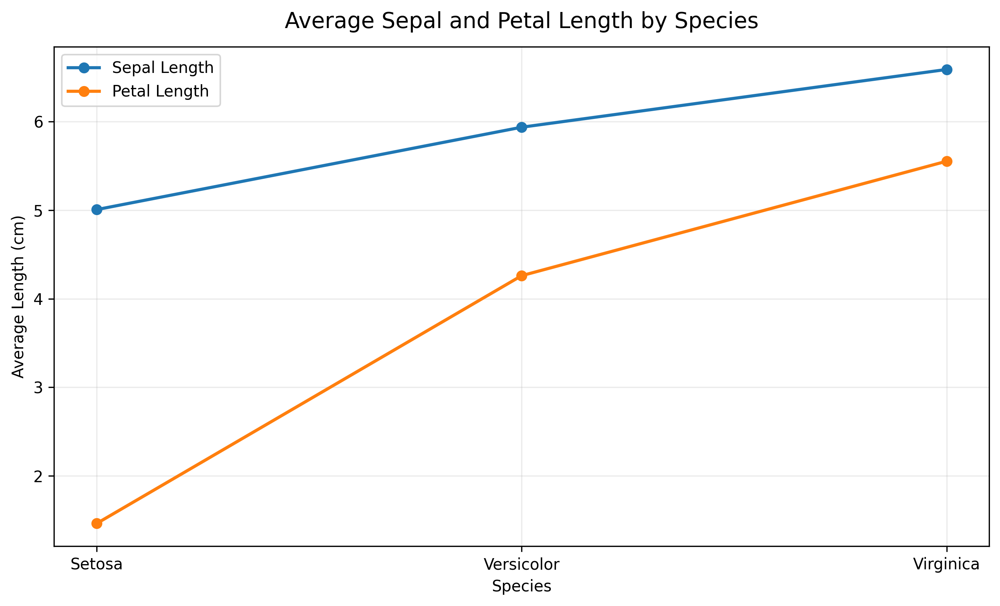 Average Sepal and Petal Length by Species
Sepal Length
Petal Length
Average Length (cm)
6
5
4
3
2
Setosa
Versicolor
Virginica
Species